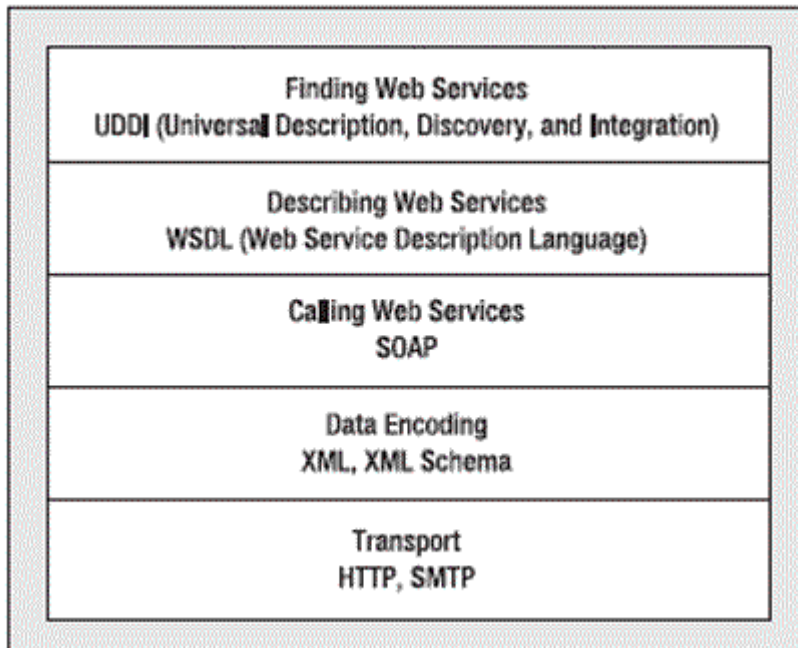 Finding Web Services
UDDI (Universal Description, Discovery, and Integration)
Describing Web Services
WSDL (Web Service Description Language)
Calling Web Services
SOAP
Data Encoding
XML, XML Schema
Transport
HTTP, SMTP